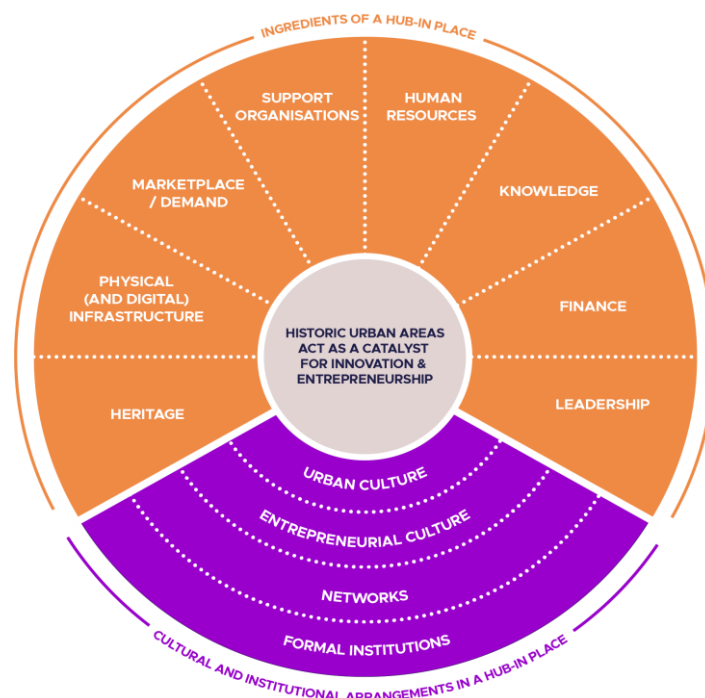 INGREDIENTS OF A HUB-IN PLACE
SUPPORT
ORGANISATIONS
HUMAN
RESOURCES
MARKETPLACE
/ DEMAND
KNOWLEDGE
PHYSICAL
(AND DIGITAL)
INFRASTRUCTURE
FINANCE
HISTORIC URBAN AREAS
ACT AS A CATALYST
FOR INNOVATION &
ENTREPRENEURSHIP
HERITAGE
LEADERSHIP
URBAN CULTURE
ENTREPRENEURIAL CULTURE
NETWORKS
FORMAL INSTITUTIONS
CULTURAL AND INSTITUTIONAL ARRANGEMENTS IN A HUB-IN PLACE